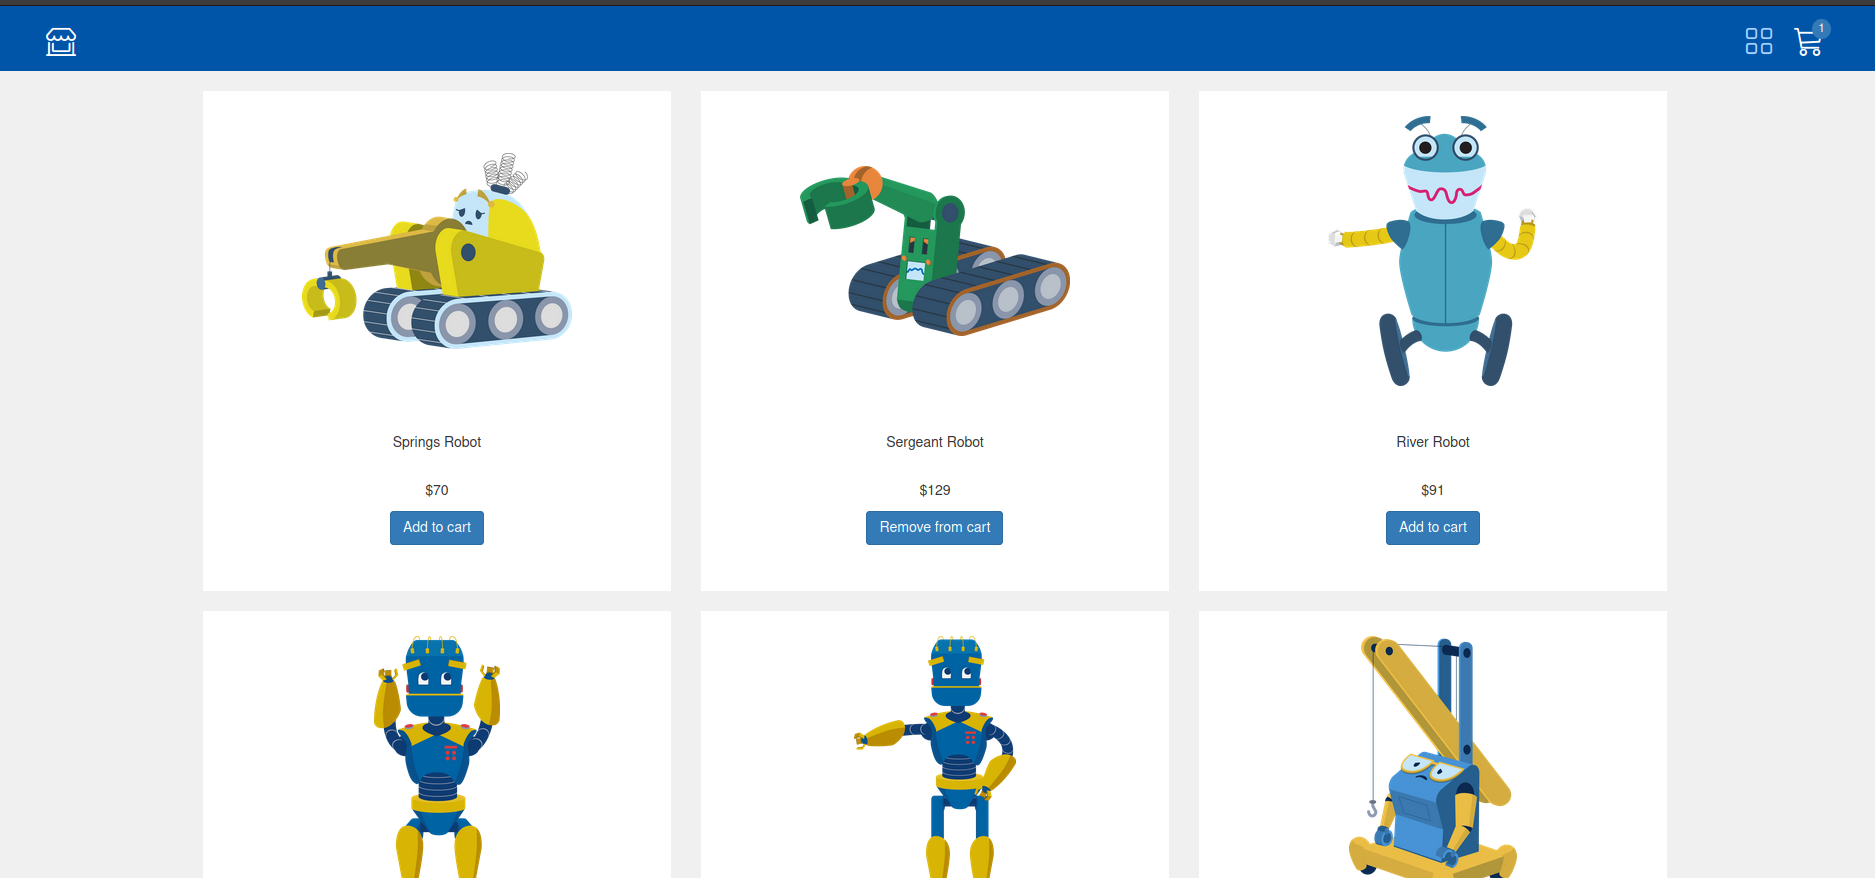 1
Springs Robot
$70
Add to cart
Sergeant Robot
$129
Remove from cart
River Robot
$91
Add to cart